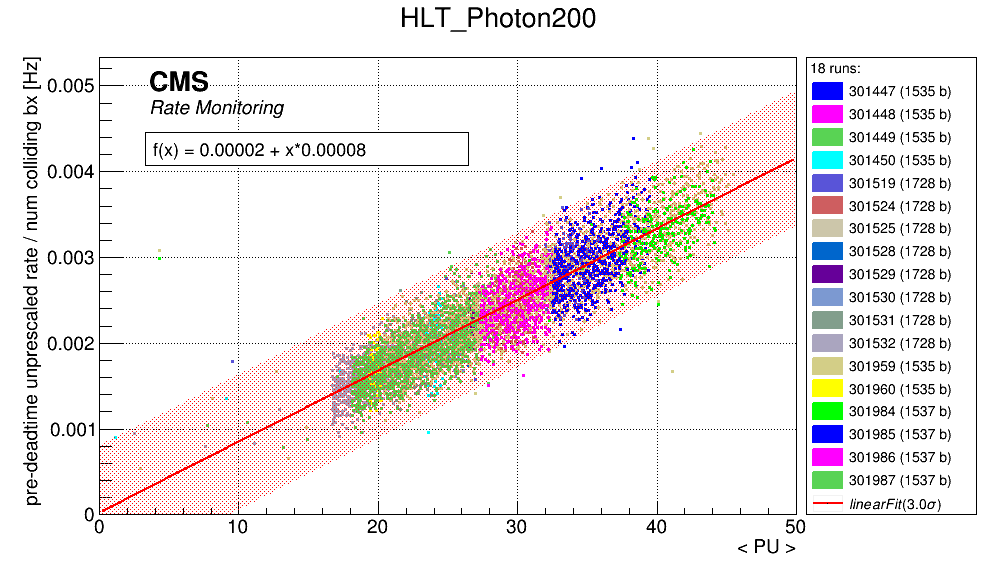 HLT_Photon200
pre-deadtime unprescaled rate / num colliding bx [Hz]
CMS
Rate Monitoring
f(x) = 0.00002 + x*0.00008
0.005
0.004
0.003
0.002
0.001
0
0 10 20 30 40 50
< PU >
18 runs:
301447 (1535 b)
301448 (1535 b)
301449 (1535 b)
301450 (1535 b)
301519 (1728 b)
301524 (1728 b)
301525 (1728 b)
301528 (1728 b)
301529 (1728 b)
301530 (1728 b)
301531 (1728 b)
301532 (1728 b)
301959 (1535 b)
301960 (1535 b)
301984 (1537 b)
301985 (1537 b)
301986 (1537 b)
301987 (1537 b)
linearFit(3.0σ)